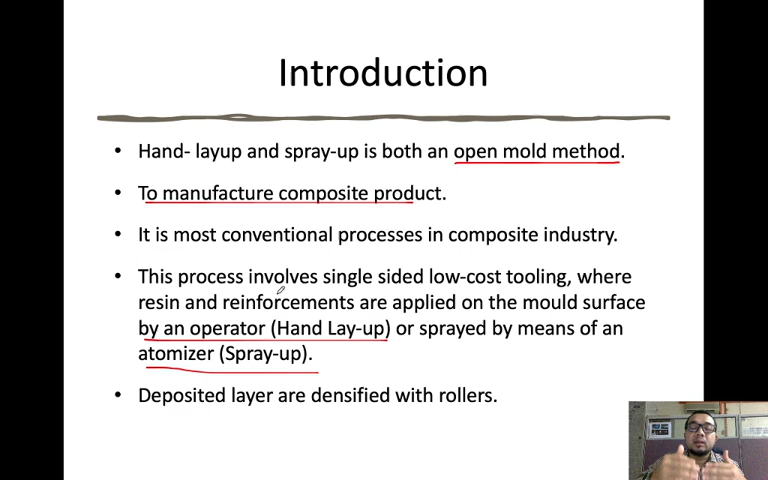 Introduction
• Hand- layup and spray-up is both an open mold method.
• To manufacture composite product.
• It is most conventional processes in composite industry.
• This process involves single sided low-cost tooling, where
resin and reinforcements are applied on the mould surface
by an operator (Hand Lay-up) or sprayed by means of an
atomizer (Spray-up).
• Deposited layer are densified with rollers.